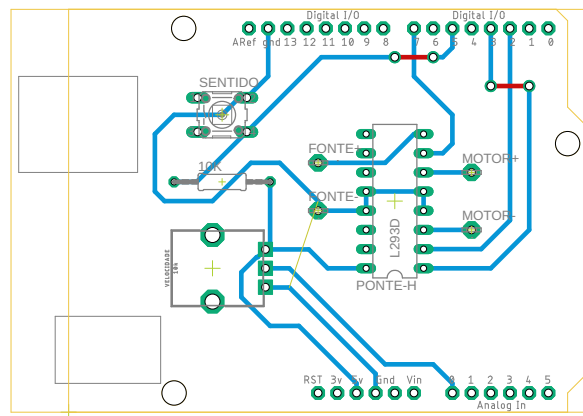 Digital I/O Digital I/O
ARef gnd 13 12 11 10 9 8 7 6 5 4 3 2 1 0
SENTIDO
10K
FONTE+
MOTOR+
FONTE-
MOTOR-
L293D
VELOCIDADE
10k
PONTE-H
RST 3v 5v Gnd Vin 0 1 2 3 4 5
Analog In